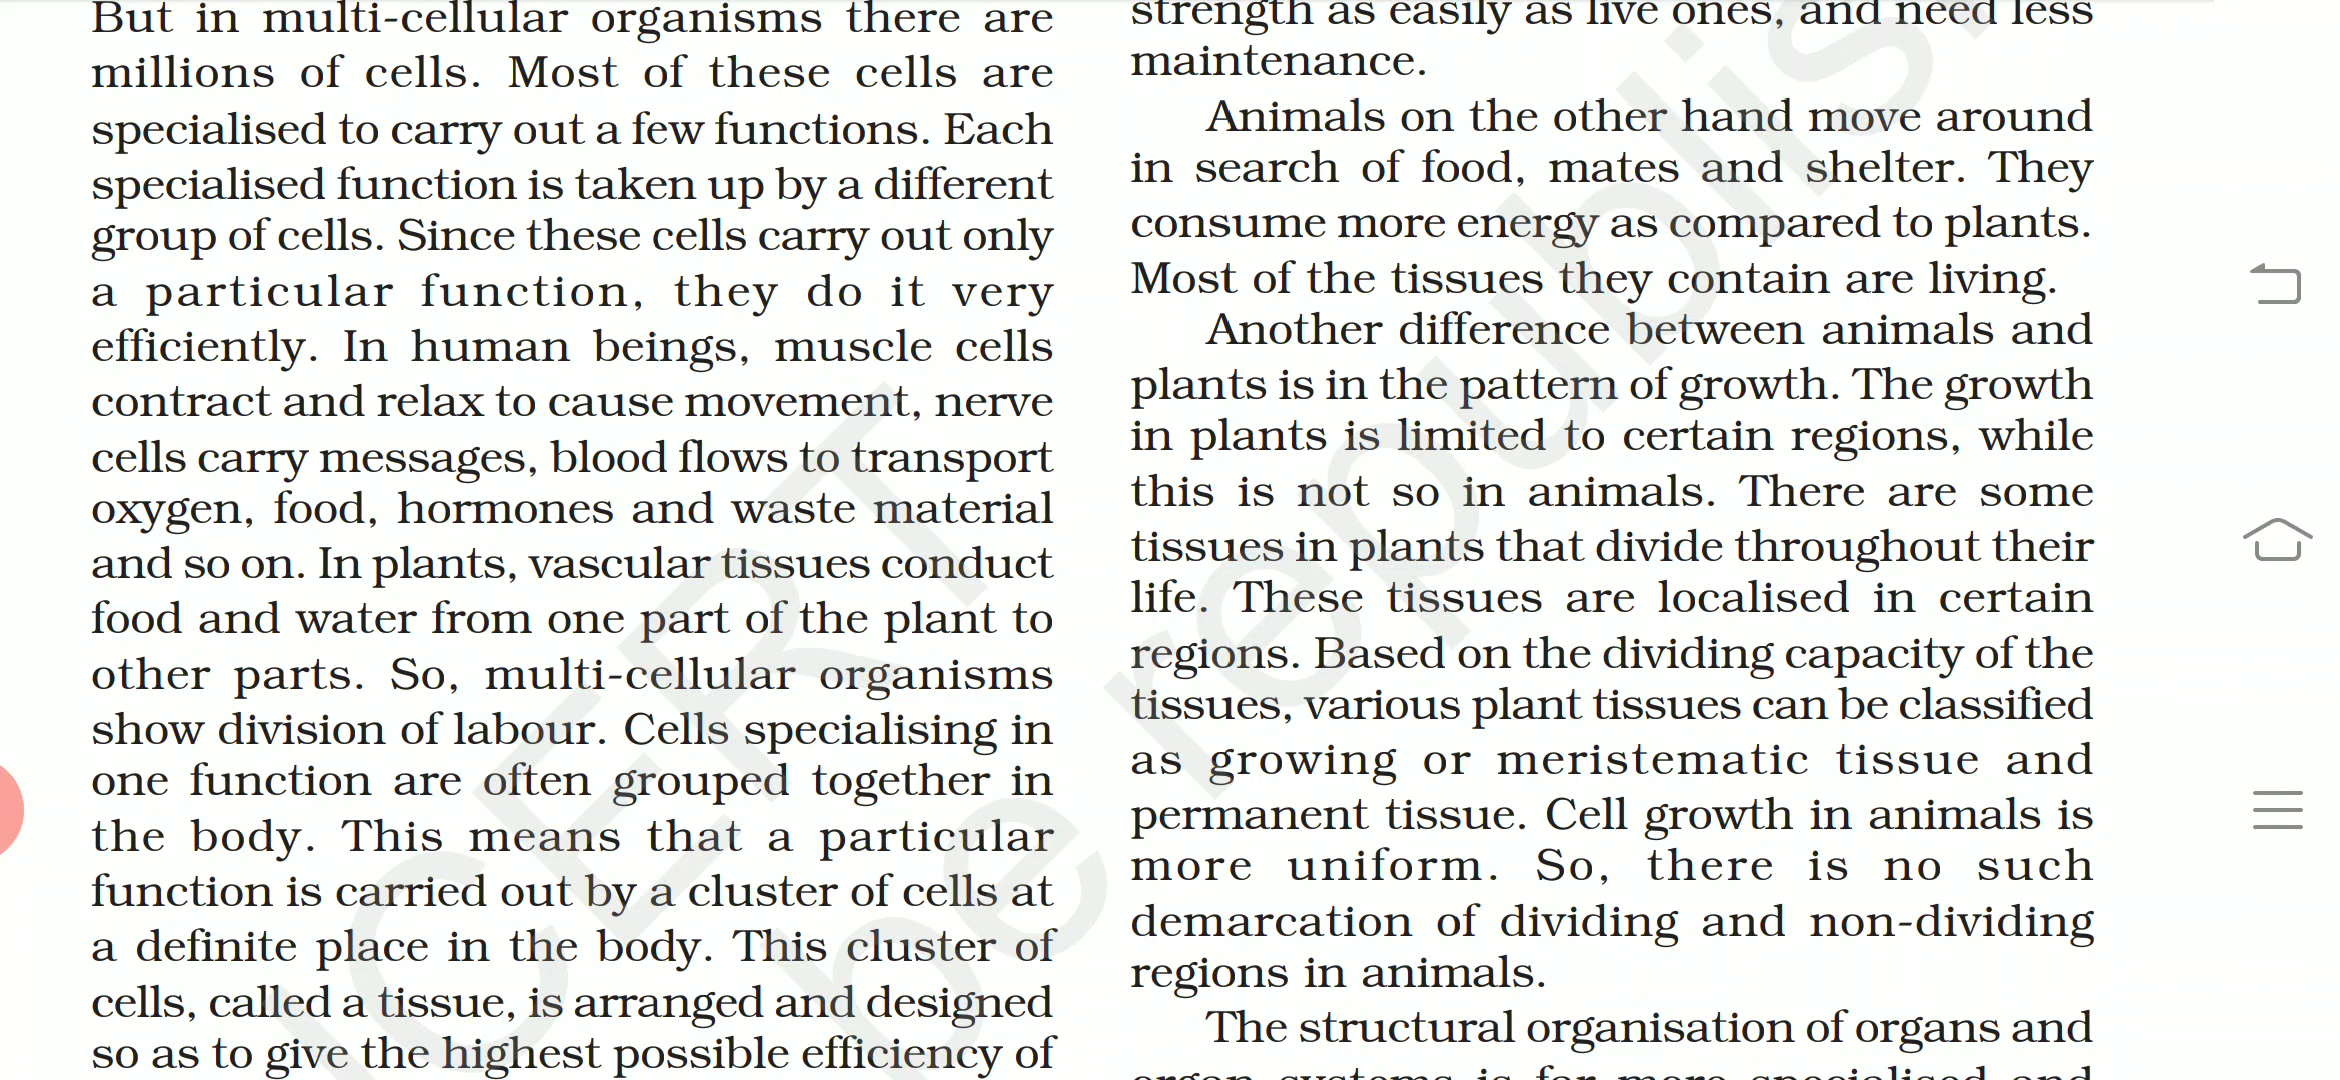 But in multi-cellular organisms there are
millions of cells. Most of these cells are
specialised to carry out a few functions. Each
specialised function is taken up by a different
group of cells. Since these cells carry out only
a particular function, they do it very
efficiently. In human beings, muscle cells
contract and relax to cause movement, nerve
cells carry messages, blood flows to transport
oxygen, food, hormones and waste material
and so on. In plants, vascular tissues conduct
food and water from one part of the plant to
other parts. So, multi-cellular organisms
show division of labour. Cells specialising in
one function are often grouped together in
the body. This means that a particular
function is carried out by a cluster of cells at
a definite place in the body. This cluster of
cells, called a tissue, is arranged and designed
so as to give the highest possible efficiency of
strength as easily as live ones, and need less
maintenance.
Animals on the other hand move around
in search of food, mates and shelter. They
consume more energy as compared to plants.
Most of the tissues they contain are living.
Another difference between animals and
plants is in the pattern of growth. The growth
in plants is limited to certain regions, while
this is not so in animals. There are some
tissues in plants that divide throughout their
life. These tissues are localised in certain
regions. Based on the dividing capacity of the
tissues, various plant tissues can be classified
as growing or meristematic tissue and
permanent tissue. Cell growth in animals is
more uniform. So, there is no such
demarcation of dividing and non-dividing
regions in animals.
The structural organisation of organs and
organ systems is far more specialised and
CERT
be republis